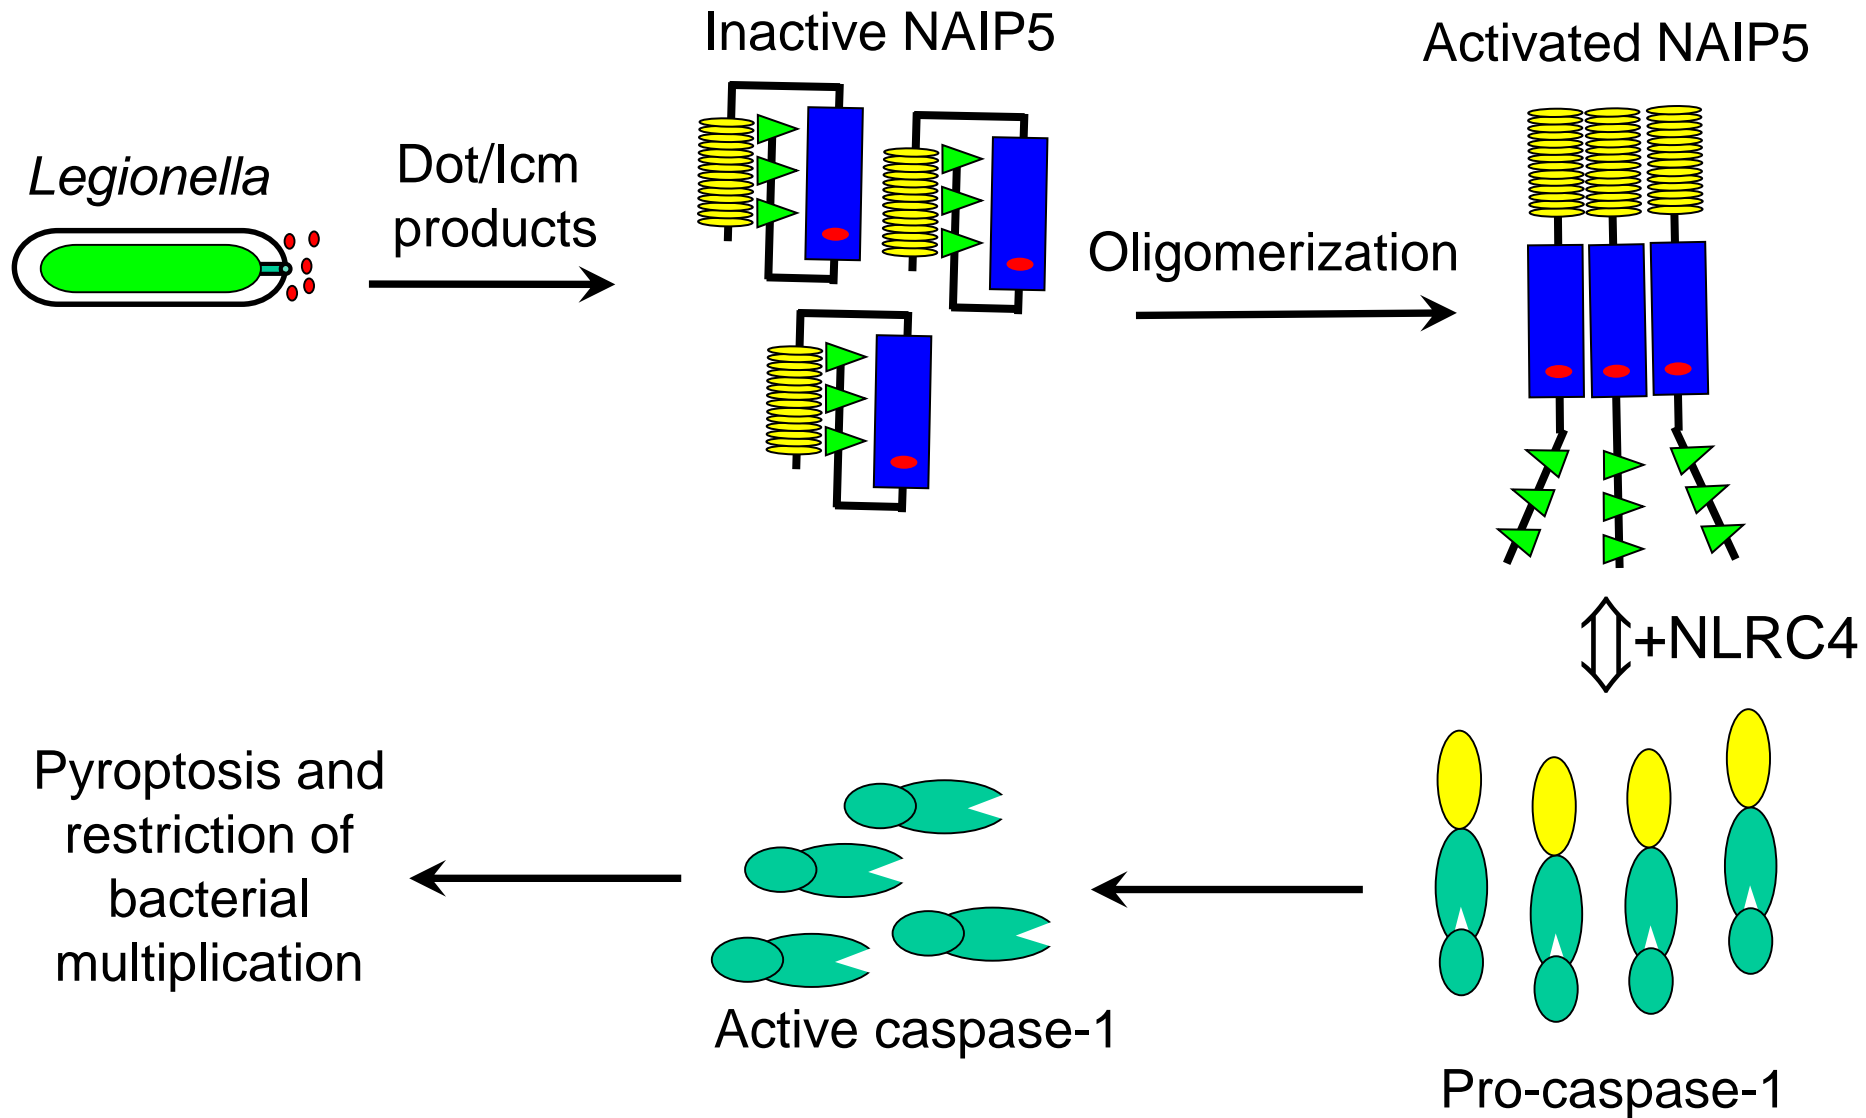 Inactive NAIP5
Activated NAIP5
Legionella
Dot/Icm
products
Oligomerization
+NLRC4
Pyroptosis and
restriction of
bacterial
multiplication
Active caspase-1
Pro-caspase-1